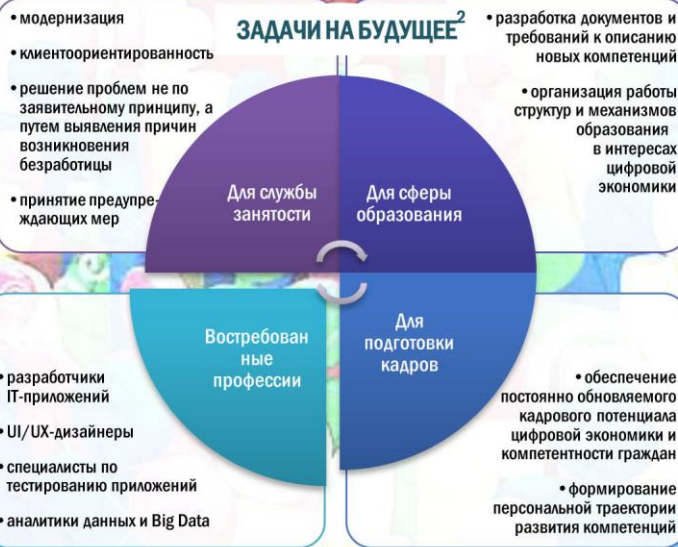 ЗАДАЧИ НА БУДУЩЕЕ2
• модернизация
• клиентоориентированность
• решение проблем не по
заявительному принципу, а
путем выявления причин
возникновения
безработицы
• принятие предупре-
ждающих мер
• разработка документов и
требований к описанию
новых компетенций
• организация работы
структур и механизмов
образования
в интересах
цифровой
экономики
Для службы
занятости
Для сферы
образования
Востребован
ные
профессии
Для
подготовки
кадров
• разработчики
IT-приложений
• UI/UX-дизайнеры
• специалисты по
тестированию приложений
• аналитики данных и Big Data
• обеспечение
постоянно обновляемого
кадрового потенциала
цифровой экономики и
компетентности граждан
• формирование
персональной траектории
развития компетенций